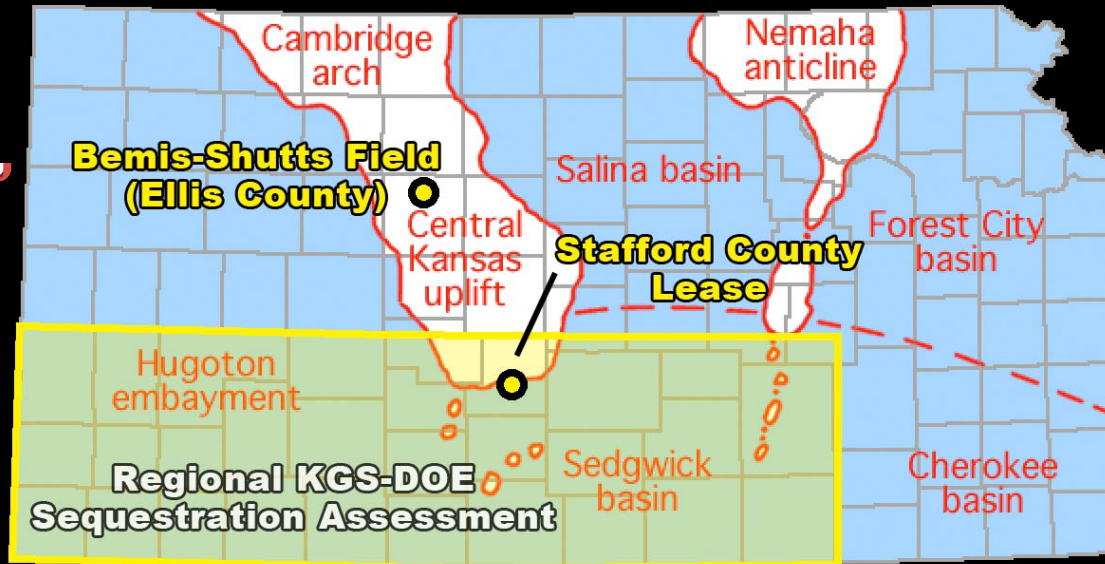 Cambridge
arch
Nemaha
anticline
Bemis-Shutts Field
(Ellis County)
Salina basin
Central
Kansas
uplift
Stafford County
Lease
Forest City
basin
Hugoton
embayment
Regional KGS-DOE
Sequestration Assessment
Sedgwick
basin
Cherokee
basin